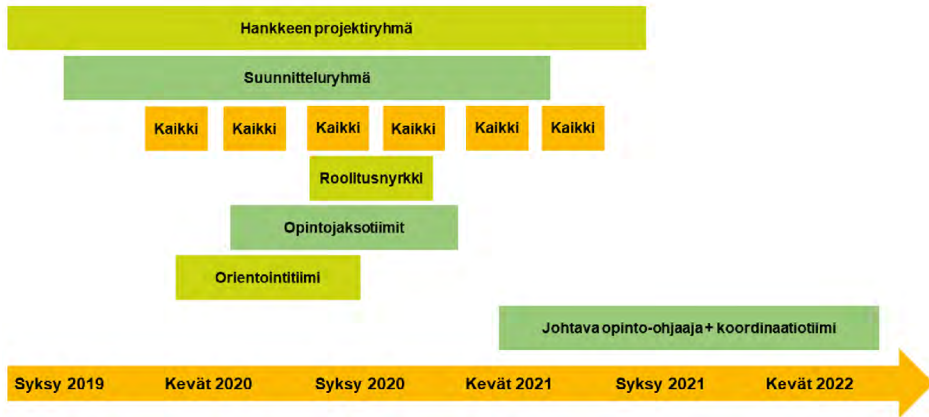 Hankkeen projektiryhmä
Suunnitteluryhmä
Kaikki Kaikki Kaikki Kaikki Kaikki Kaikki
Roolitusnyrkki
Opintojaksotiimit
Orientointitiimi
Johtava opinto-ohjaaja + koordinaatiotiimi
Syksy 2019 Kevät 2020 Syksy 2020 Kevät 2021 Syksy 2021 Kevät 2022